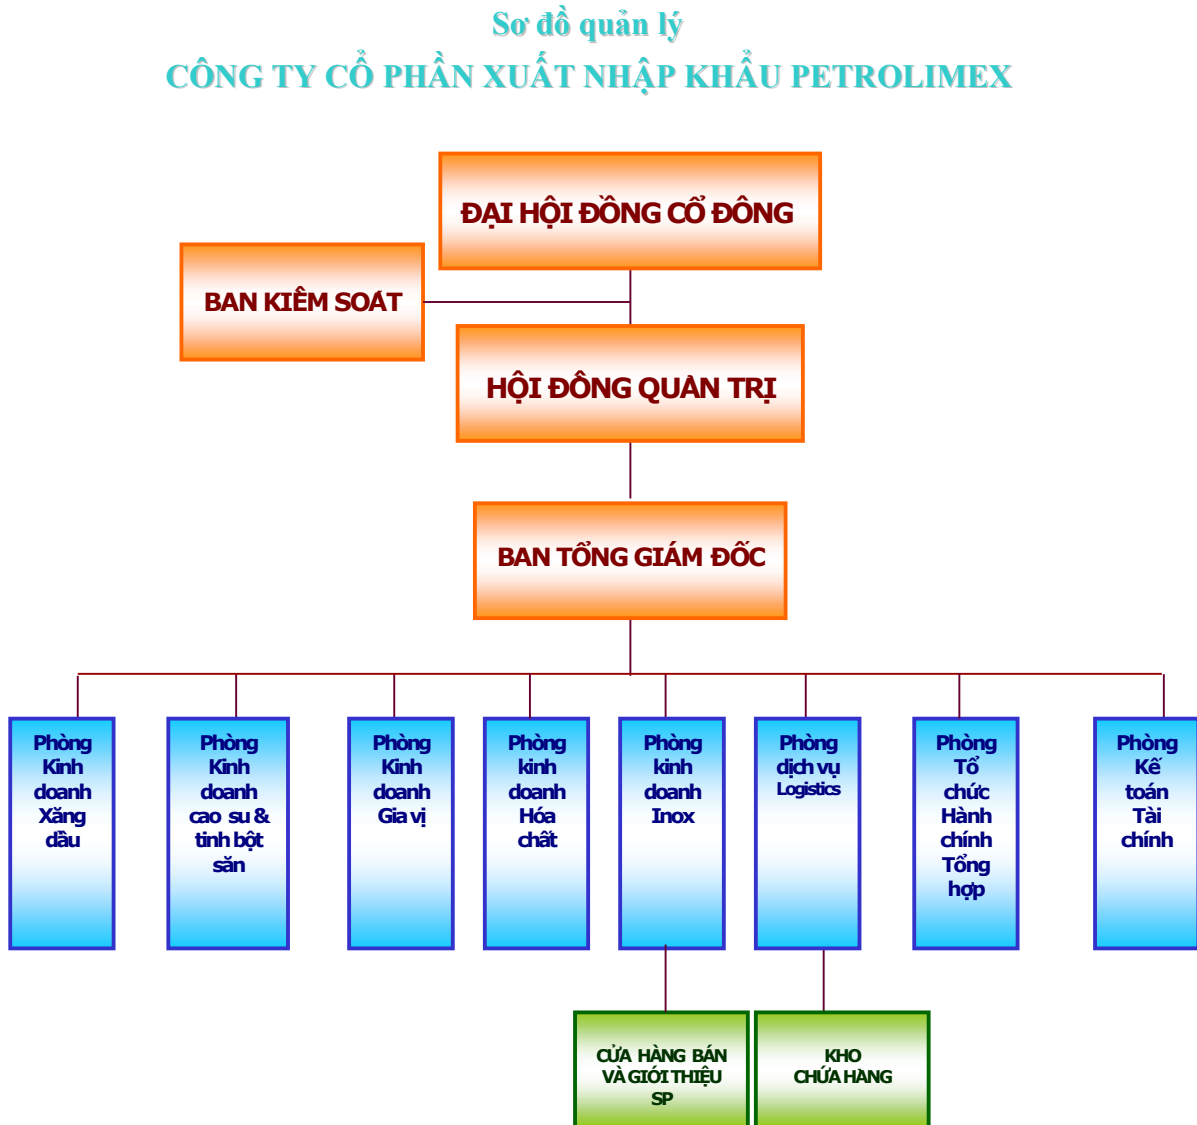 Sơ đồ quản lý
CÔNG TY CỔ PHẦN XUẤT NHẬP KHẨU PETROLIMEX
ĐẠI HỘI ĐỒNG CỔ ĐÔNG
BAN KIỂM SOÁT
HỘI ĐỒNG QUẢN TRỊ
BAN TỔNG GIÁM ĐỐC
Phòng
Kinh
doanh
Xăng
dầu
Phòng
Kinh
doanh
cao su &
tinh bột
săn
Phòng
Kinh
doanh
Gia vị
Phòng
kinh
doanh
Hóa
chất
Phòng
kinh
doanh
Inox
Phòng
dịch vụ
Logistics
Phòng
Tổ
chức
Hành
chính
Tổng
hợp
Phòng
Kế
toán
Tài
chính
CỬA HÀNG BÁN
VÀ GIỚI THIỆU
SP
KHO
CHỨA HÀNG